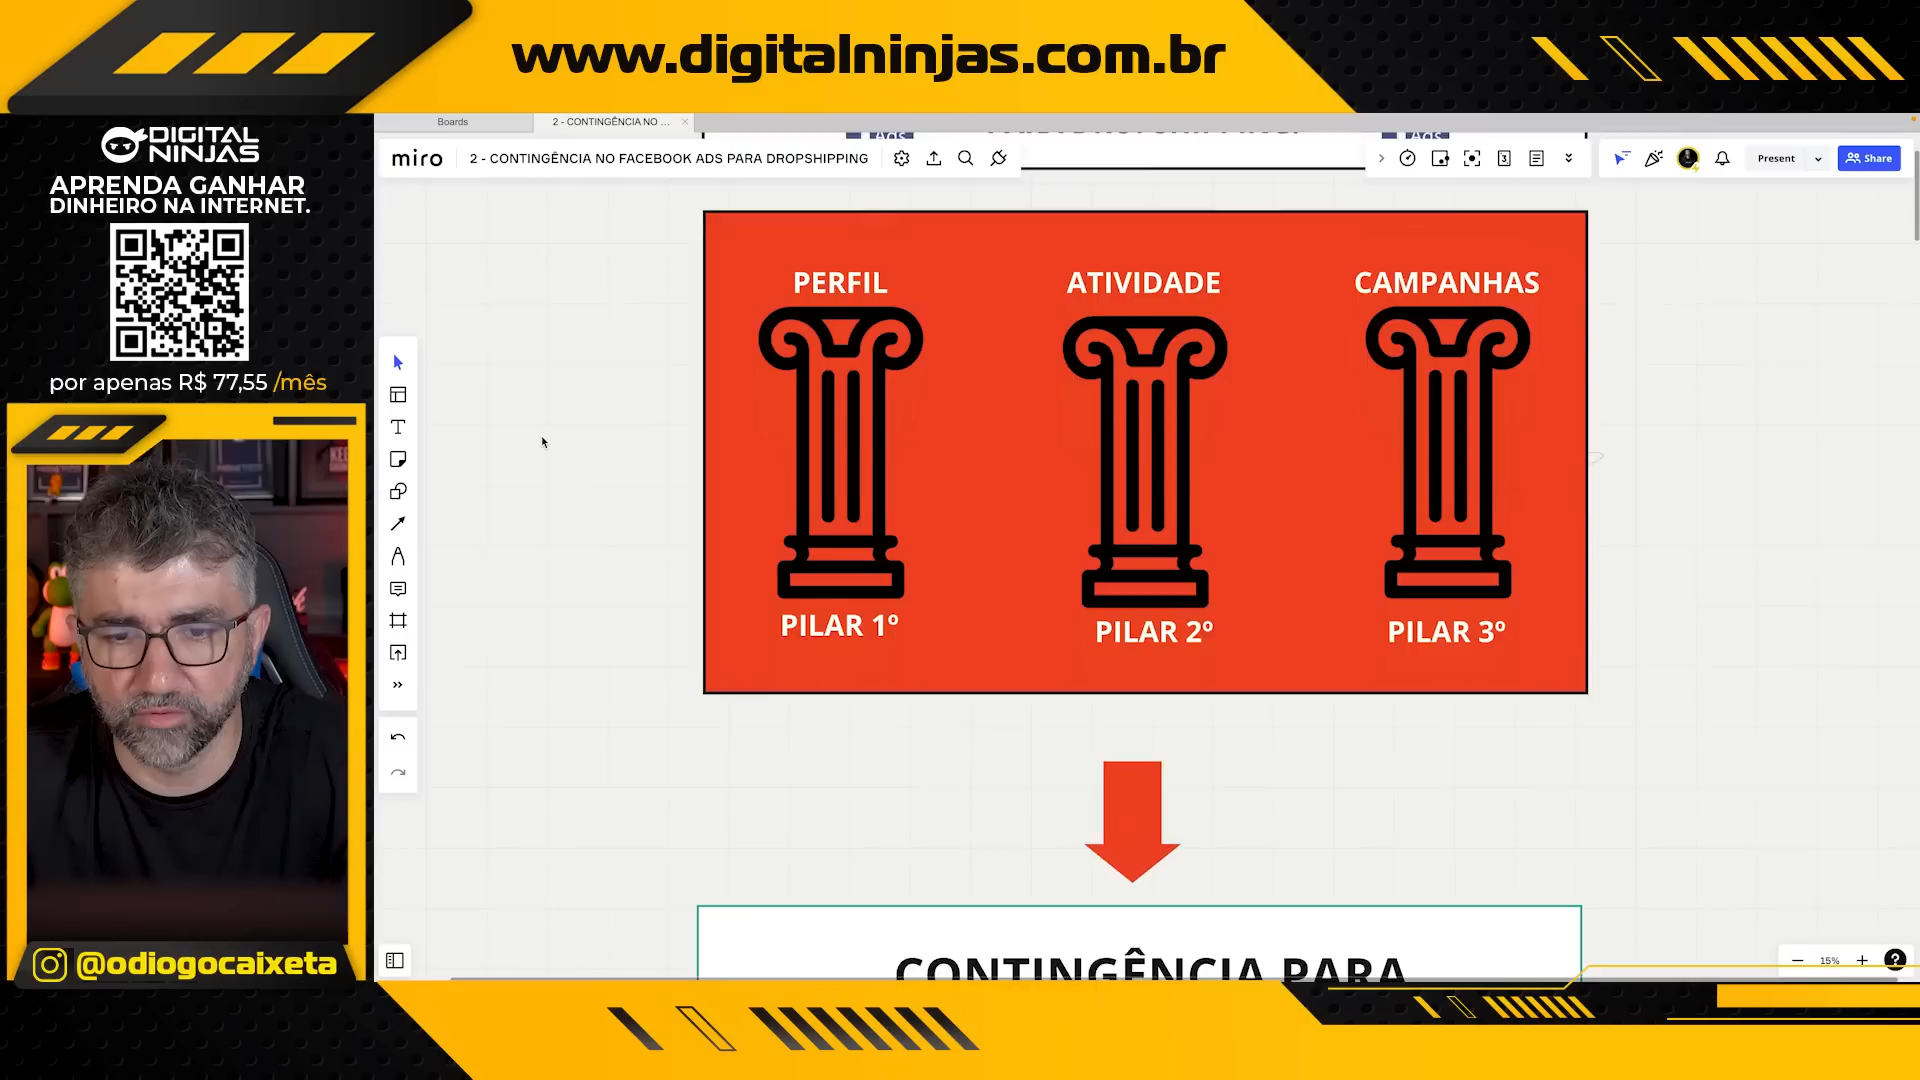 www.digitalninjas.com.br
DIGITAL
NINJAS
APRENDA GANHAR
DINHEIRO NA INTERNET.
por apenas R$ 77,55 /mês
@odiogocaixeta
Boards
2 - CONTINGÊNCIA NO ...
Ads
Ads
miro
2 - CONTINGÊNCIA NO FACEBOOK ADS PARA DROPSHIPPING
Present
Share
PERFIL
ATIVIDADE
CAMPANHAS
PILAR 1º
PILAR 2º
PILAR 3º
CONTINGÊNCIA PARA
15%